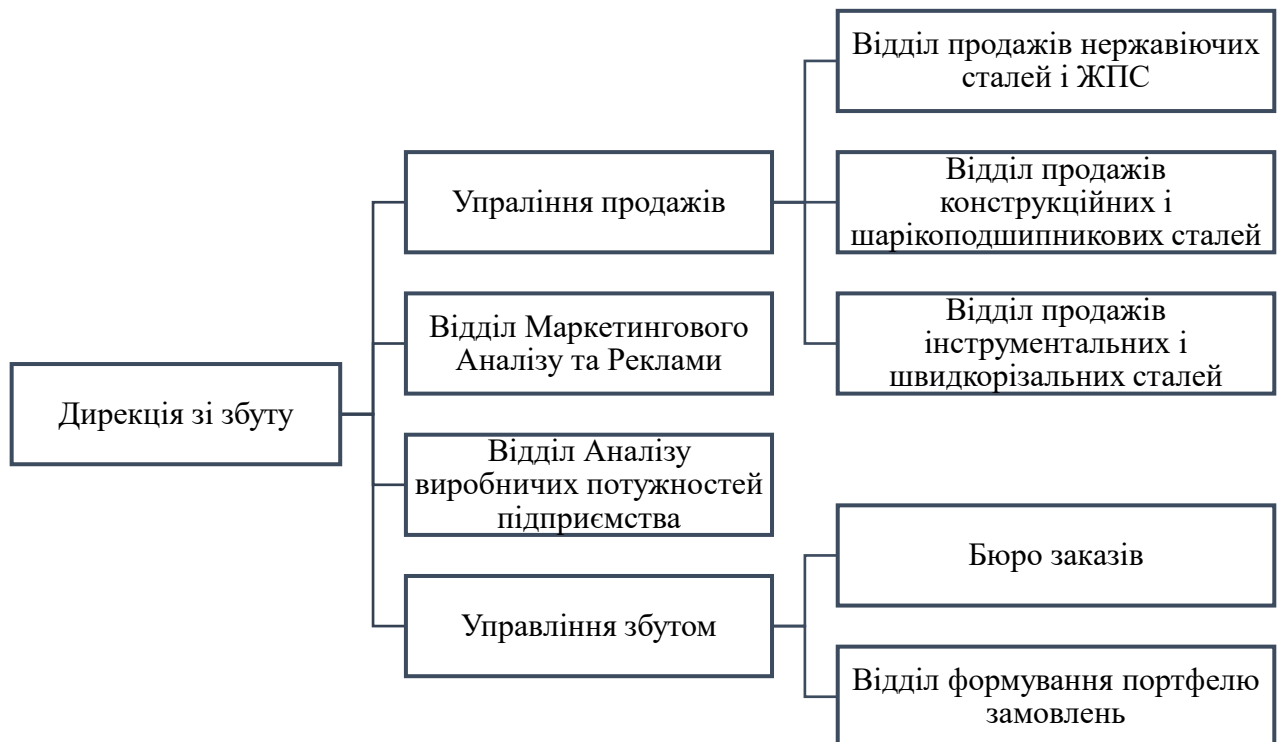 Дирекція зі збуту
Упраління продажів
Відділ продажів нержавіючих
сталей і ЖПС
Відділ продажів
конструкційних і
шарікоподшипникових сталей
Відділ продажів
інструментальних і
швидкорізальних сталей
Відділ Маркетингового
Аналізу та Реклами
Відділ Аналізу
виробничих потужностей
підприємства
Управління збутом
Бюро заказів
Відділ формування портфелю
замовлень